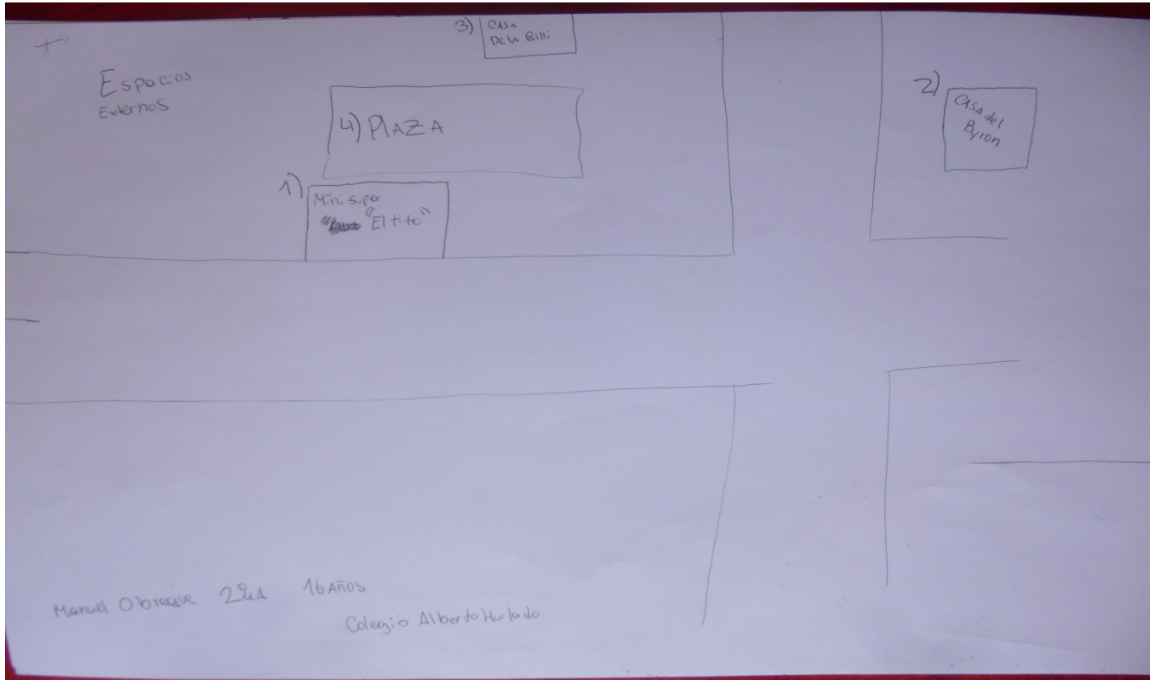 3) CASA
De la Billi
Espacios
Externos
2)
CASA del
Byron
4) PlAZA
1)
Mini super
"El tito"
Manuel Obreque 2ºA 16 AÑOS
Colegio Alberto Hurtado